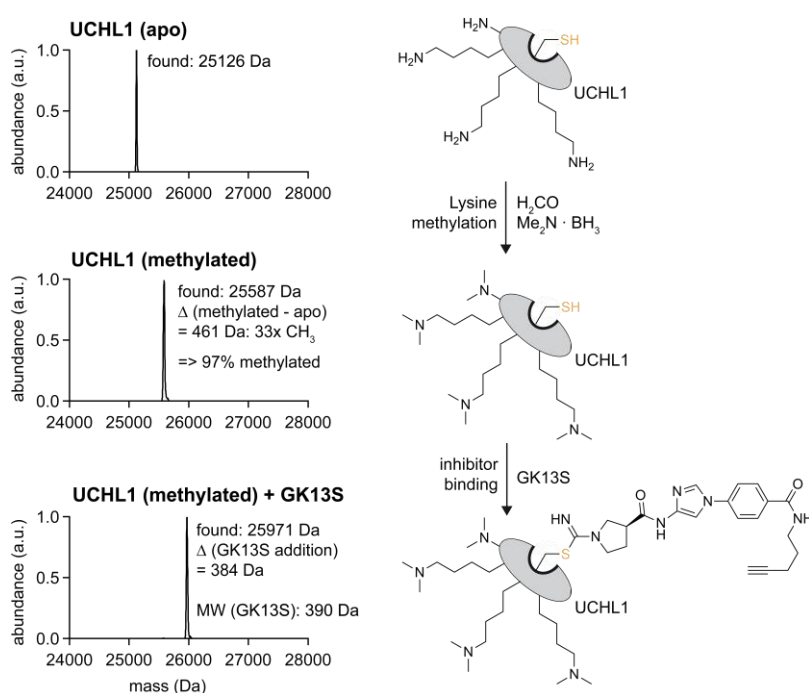 UCHL1 (apo)
abundance (a.u.)
1.0
0.5
0.0
found: 25126 Da
24000 25000 26000 27000 28000
H2N
SH
H2N
UCHL1
H2N
NH2
Lysine
methylation
H2CO
Me2N · BH3
UCHL1 (methylated)
abundance (a.u.)
1.0
0.5
0.0
found: 25587 Da
Δ (methylated - apo)
= 461 Da: 33x CH3
=> 97% methylated
24000 25000 26000 27000 28000
N
SH
N
UCHL1
N
N
inhibitor
binding
GK13S
UCHL1 (methylated) + GK13S
abundance (a.u.)
1.0
0.5
0.0
found: 25971 Da
Δ (GK13S addition)
= 384 Da
MW (GK13S): 390 Da
24000 25000 26000 27000 28000
mass (Da)
N
HN
S
N
O
N
H
N
N
O
N
H
N
UCHL1
N
N